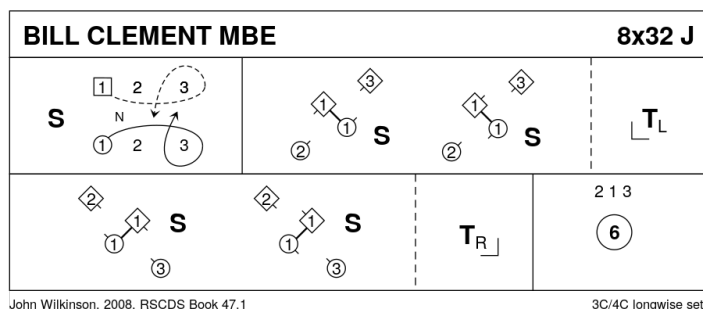 BILL CLEMENT MBE 8x32 J
S 1 2 3 N 1 2 3
3 1 1 2 S
3 1 1 2 S
T L
2 1 1 3 S
2 1 1 3 S
T R
2 1 3
6
John Wilkinson, 2008, RSCDS Book 47.1 3C/4C longwise set